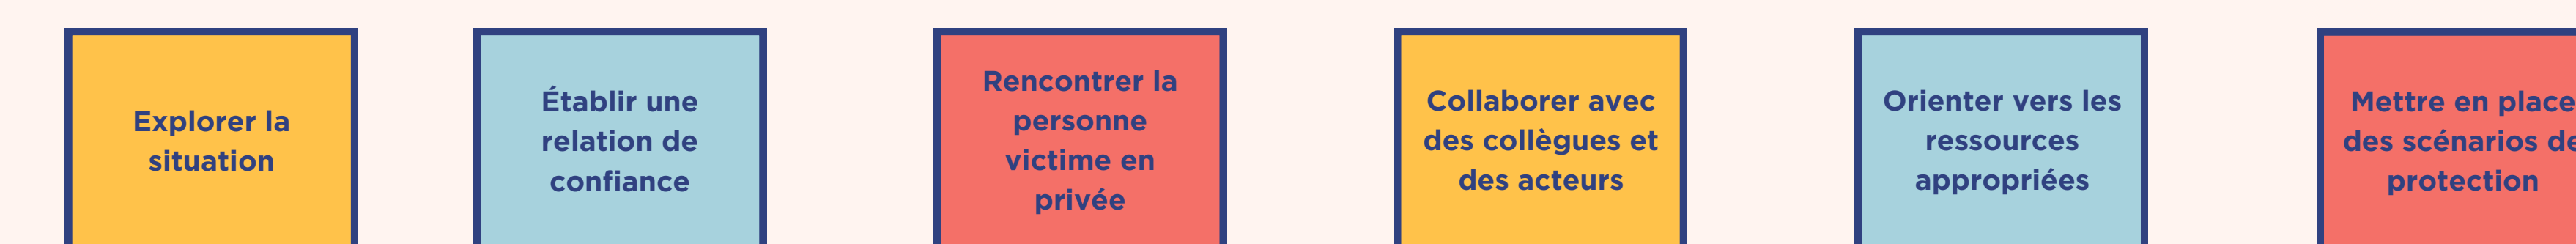 Explorer la
situation
Établir une
relation de
confiance
Rencontrer la
personne
victime en
privée
Collaborer avec
des collègues et
des acteurs
Orienter vers les
ressources
appropriées
Mettre en place
des scénarios de
protection